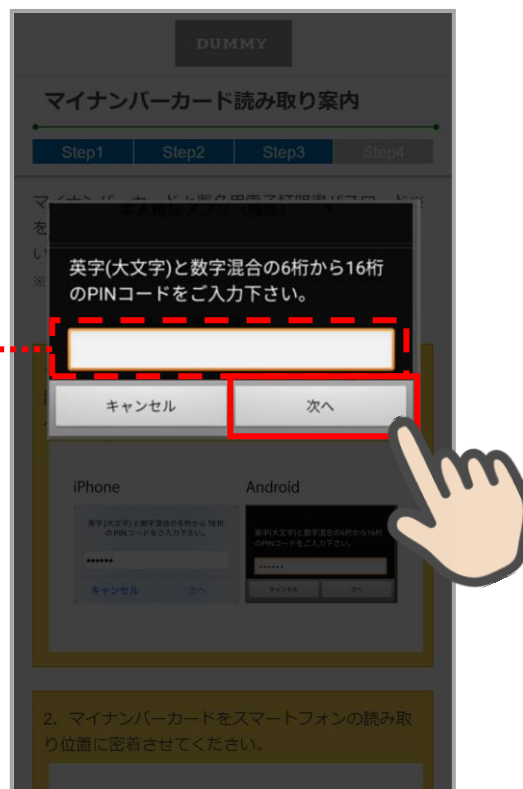 DUMMY
マイナンバーカード読み取り案内
Step1 Step2 Step3 Step4
英字(大文字)と数字混合の6桁から16桁
のPINコードをご入力下さい。
キャンセル 次へ
iPhone Android
英字(大文字)と数字混合の6桁から16桁
のPINコードをご入力下さい。
••••••
キャンセル 次へ
英字(大文字)と数字混合の6桁から16桁
のPINコードをご入力下さい。
••••••
キャンセル 次へ
2. マイナンバーカードをスマートフォンの読み取
り位置に密着させてください。